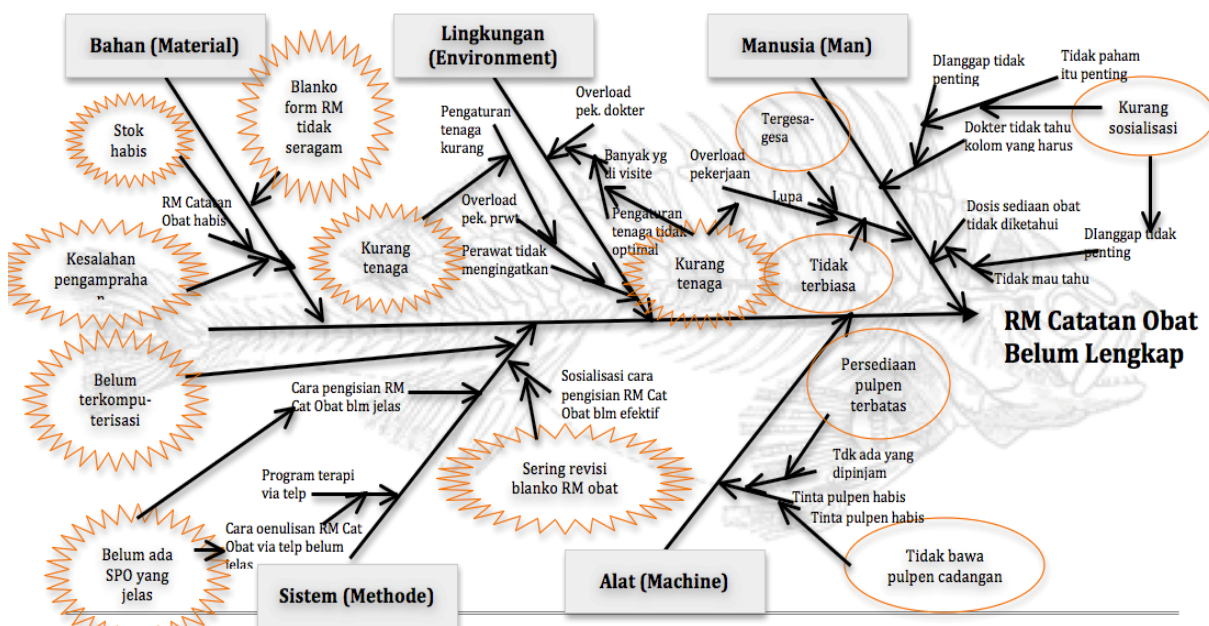 Bahan (Material)
Lingkungan
(Environment)
Manusia (Man)
Stok
habis
Blanko
form RM
tidak
seragam
RM Catatan
Obat habis
Kesalahan
pengampraha
n
Pengaturan
tenaga
kurang
Overload
pek. dokter
Banyak yg
di visite
Overload
pek. prwt
Pengaturan
tenaga tidak
optimal
Kurang
tenaga
Perawat tidak
mengingatkan
Kurang
tenaga
Tergesa-
gesa
Overload
pekerjaan
Lupa
Tidak
terbiasa
DIanggap tidak
penting
Tidak paham
itu penting
Kurang
sosialisasi
Dokter tidak tahu
kolom yang harus
Dosis sediaan obat
tidak diketahui
DIanggap tidak
penting
Tidak mau tahu
RM Catatan Obat
Belum Lengkap
Belum
terkompu-
terisasi
Cara pengisian RM
Cat Obat blm jelas
Sosialisasi cara
pengisian RM Cat
Obat blm efektif
Sering revisi
blanko RM obat
Program terapi
via telp
Cara oenulisan RM Cat
Obat via telp belum
jelas
Belum ada
SPO yang
jelas
Sistem (Methode)
Persediaan
pulpen
terbatas
Tdk ada yang
dipinjam
Tinta pulpen habis
Tinta pulpen habis
Tidak bawa
pulpen cadangan
Alat (Machine)